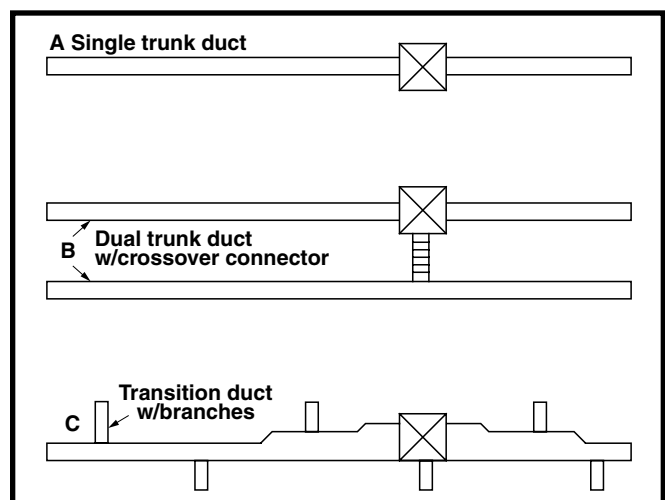 A Single trunk duct
B Dual trunk duct
w/crossover connector
Transition duct
C w/branches